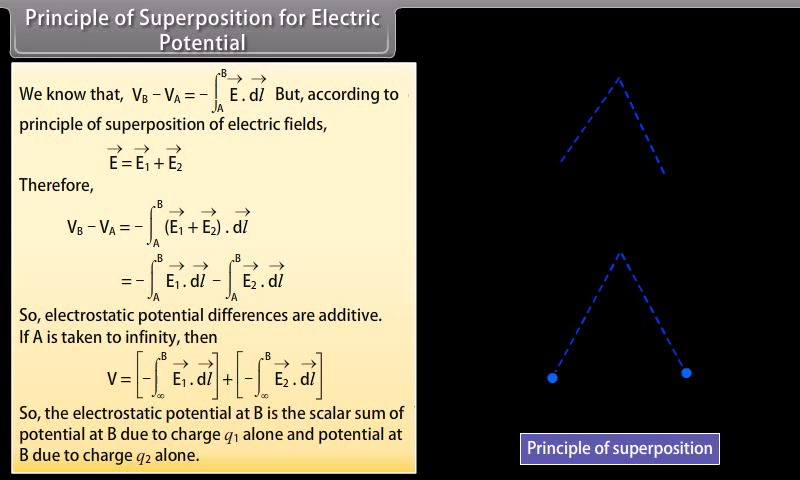 Principle of Superposition for Electric
Potential
We know that, V_B − V_A = − ∫_A^B E⃗ . dl⃗ But, according to
principle of superposition of electric fields,
E⃗ = E⃗₁ + E⃗₂
Therefore,
V_B − V_A = − ∫_A^B (E⃗₁ + E⃗₂) . dl⃗
= − ∫_A^B E⃗₁ . dl⃗ − ∫_A^B E⃗₂ . dl⃗
So, electrostatic potential differences are additive.
If A is taken to infinity, then
V = [− ∫_∞^B E⃗₁ . dl⃗] + [− ∫_∞^B E⃗₂ . dl⃗]
So, the electrostatic potential at B is the scalar sum of
potential at B due to charge q₁ alone and potential at
B due to charge q₂ alone.
Principle of superposition